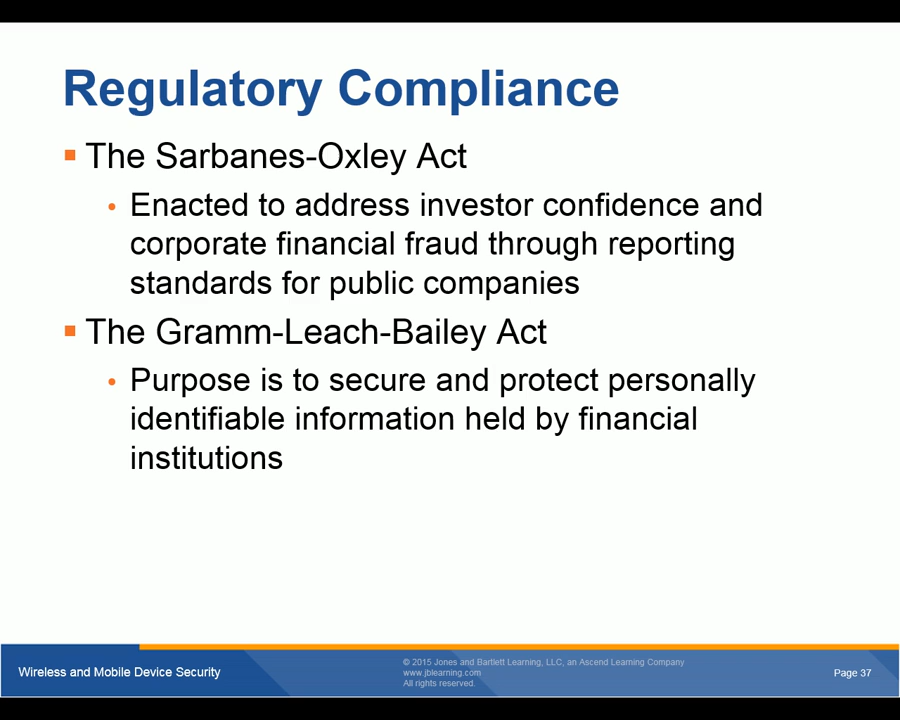 Regulatory Compliance
The Sarbanes-Oxley Act
Enacted to address investor confidence and
corporate financial fraud through reporting
standards for public companies
The Gramm-Leach-Bailey Act
Purpose is to secure and protect personally
identifiable information held by financial
institutions
Wireless and Mobile Device Security
© 2015 Jones and Bartlett Learning, LLC, an Ascend Learning Company
www.jblearning.com
All rights reserved.
Page 37